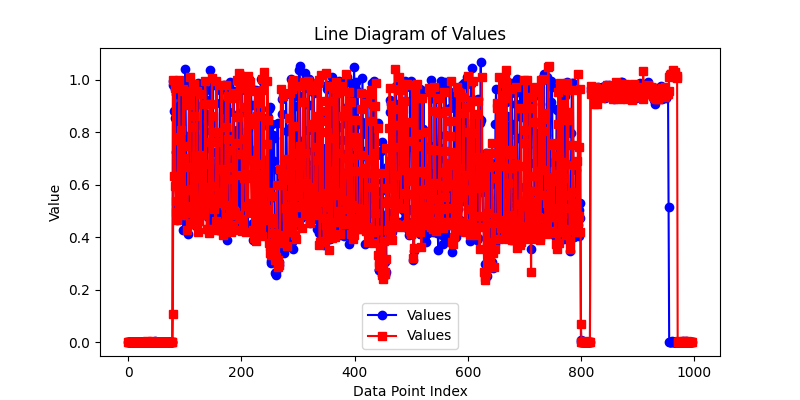 Line Diagram of Values
Value
1.0
0.8
0.6
0.4
0.2
0.0
Values
Values
0
200
400
600
800
1000
Data Point Index